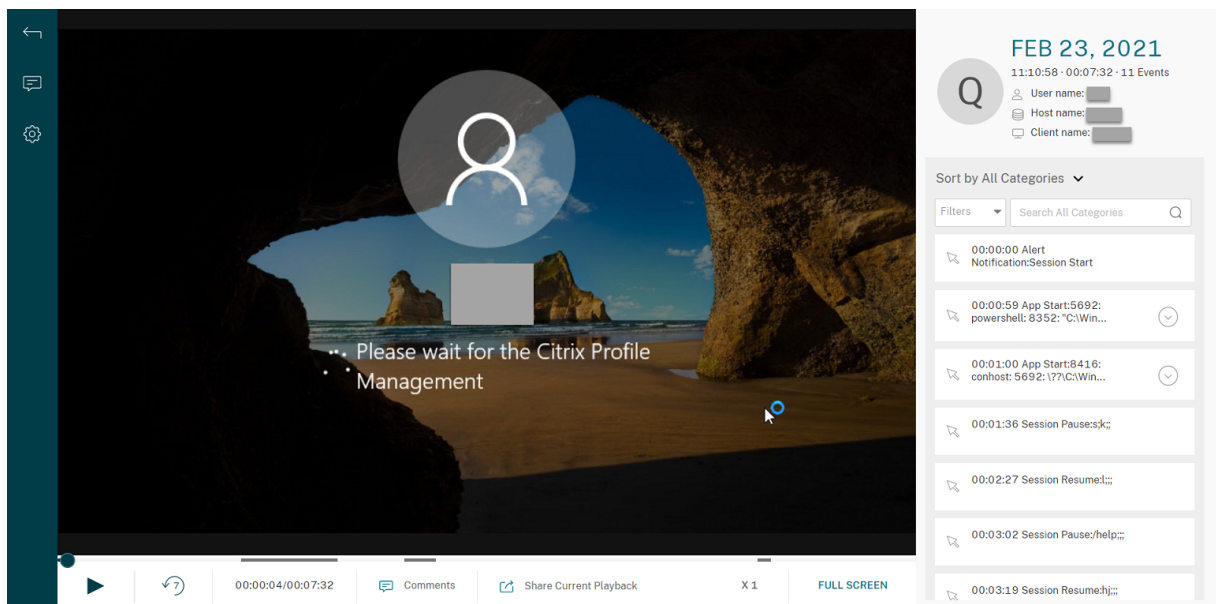 Please wait for the Citrix Profile
Management
7
00:00:04/00:07:32
Comments
Share Current Playback
X 1
FULL SCREEN
Q
FEB 23, 2021
11:10:58 · 00:07:32 · 11 Events
User name:
Host name:
Client name:
Sort by All Categories
Filters
Search All Categories
00:00:00 Alert
Notification:Session Start
00:00:59 App Start:5692:
powershell: 8352: "C:\Win...
00:01:00 App Start:8416:
conhost: 5692: \??\C:\Win...
00:01:36 Session Pause:s;k;;
00:02:27 Session Resume:l;;;
00:03:02 Session Pause:/help;;;
00:03:19 Session Resume:hj;;;